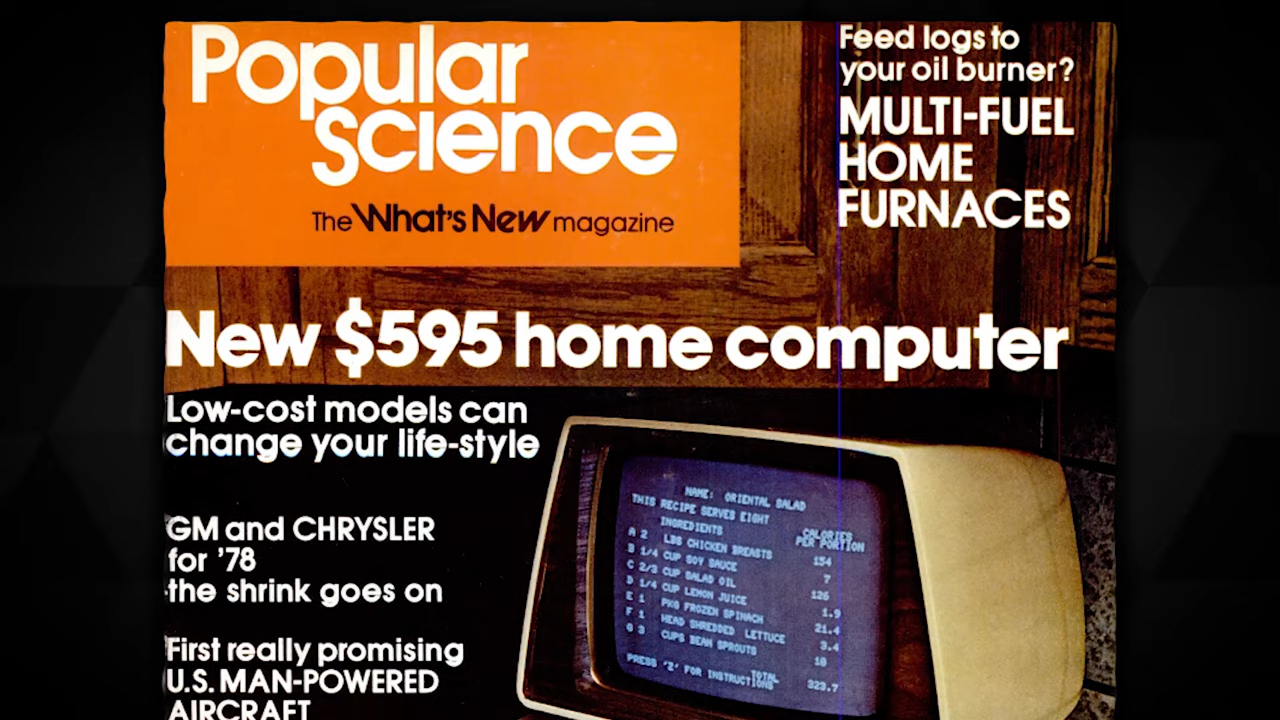 Popular
Science
The What's New magazine
Feed logs to
your oil burner?
MULTI-FUEL
HOME
FURNACES
New $595 home computer
Low-cost models can
change your life-style
GM and CHRYSLER
for '78
the shrink goes on
First really promising
U.S. MAN-POWERED
AIRCRAFT
NAME: ORIENTAL SALAD
THIS RECIPE SERVES EIGHT
INGREDIENTS CALORIES
PER PORTION
A 2 LBS CHICKEN BREASTS 154
B 1/4 CUP SOY SAUCE 7
C 2/3 CUP SALAD OIL 126
D 1/4 CUP LEMON JUICE 1.9
E 1 PKG FROZEN SPINACH 21.4
F 1 HEAD SHREDDED LETTUCE 3.4
G 3 CUPS BEAN SPROUTS 10
TOTAL 323.7
PRESS 'Z' FOR INSTRUCTIONS